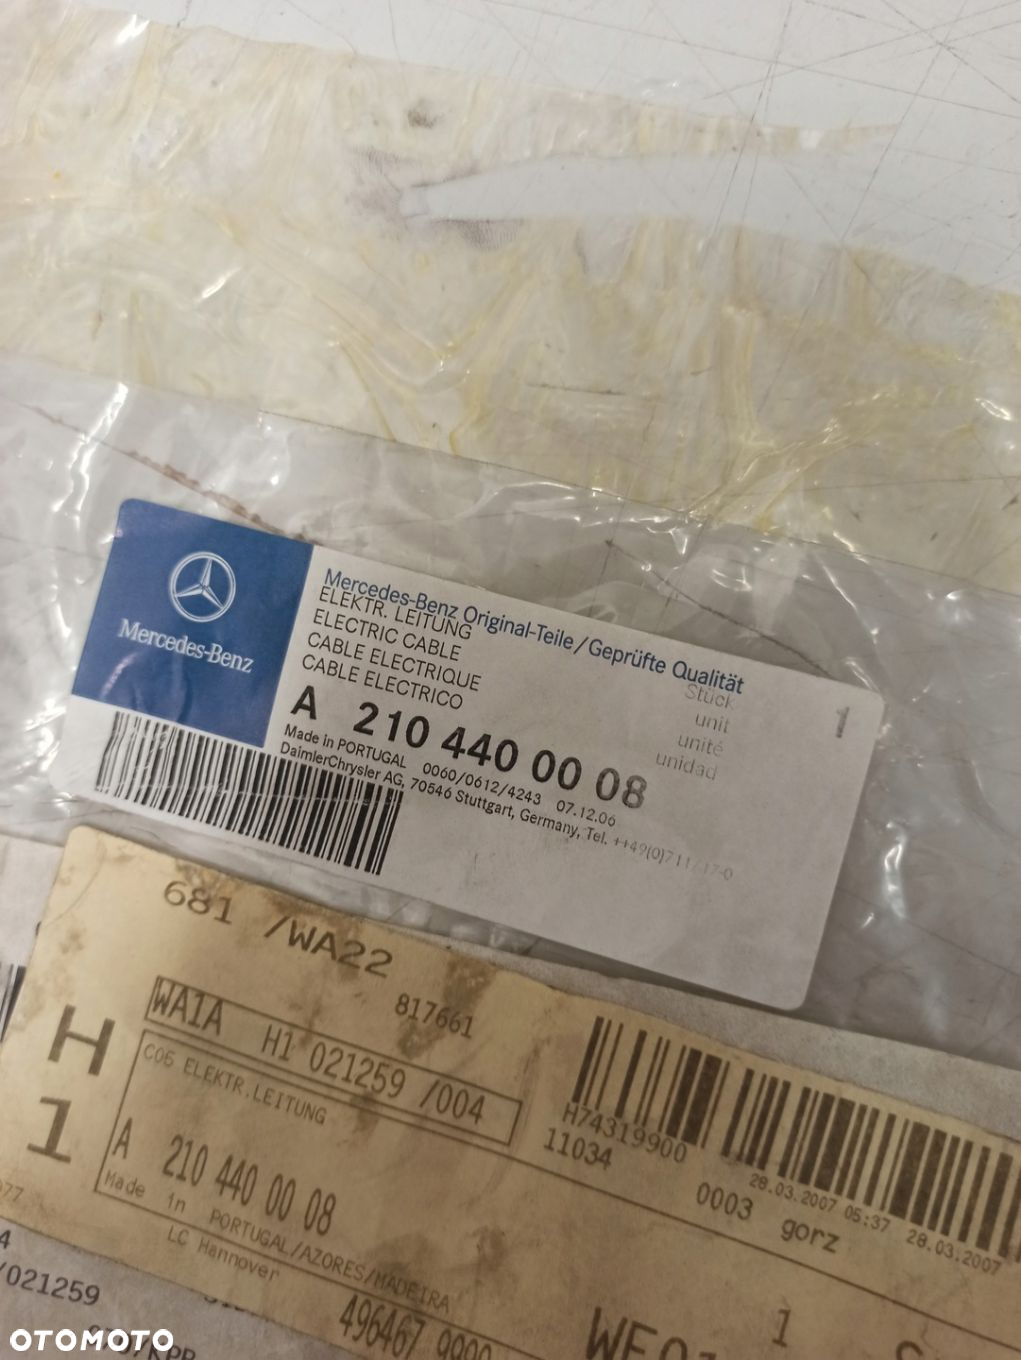 Mercedes-Benz
Mercedes-Benz Original-Teile/Geprüfte Qualität
ELEKTR. LEITUNG
ELECTRIC CABLE
CABLE ELECTRIQUE
CABLE ELECTRICO
Stück
unit
unité
unidad
1
A 210 440 00 08
Made in PORTUGAL 0060/0612/4243 07.12.06
DaimlerChrysler AG, 70546 Stuttgart, Germany, Tel. ++49(0)711/17-0
681 /WA22
817661
H
1
WA1A H1 021259 /004
C05 ELEKTR.LEITUNG
A 210 440 00 08
Made in PORTUGAL/AZORES/MADEIRA
LC Hannover
H74319900
11034
0003 gorz
28.03.2007 05:37 28.03.2007
496467
1
/021259
OTOMOTO